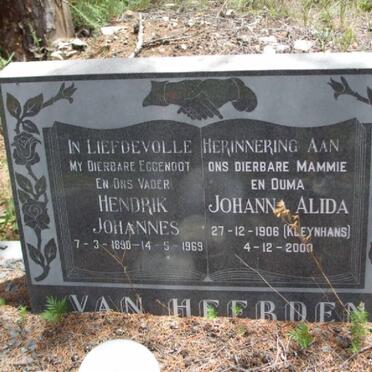 IN LIEFDEVOLLE HERINNERING AAN
MY DIERBARE EGGENOOT
EN ONS VADER
HENDRIK
JOHANNES
7-3-1890-14-5-1969
ONS DIERBARE MAMMIE
EN OUMA
JOHANNA ALIDA
27-12-1906 (KLEYNHANS)
4-12-2000
VAN HEERDEN